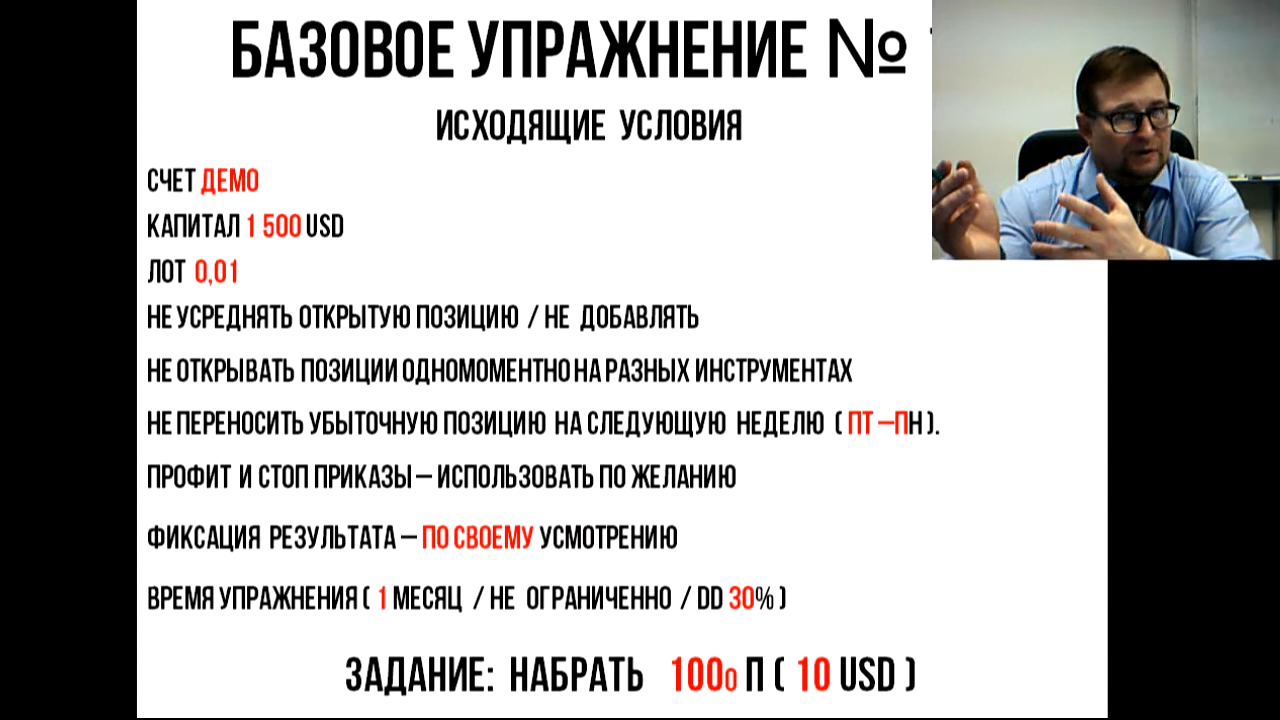 БАЗОВОЕ УПРАЖНЕНИЕ №
ИСХОДЯЩИЕ УСЛОВИЯ
СЧЕТ ДЕМО
КАПИТАЛ 1 500 USD
ЛОТ 0,01
НЕ УСРЕДНЯТЬ ОТКРЫТУЮ ПОЗИЦИЮ / НЕ ДОБАВЛЯТЬ
НЕ ОТКРЫВАТЬ ПОЗИЦИИ ОДНОМОМЕНТНО НА РАЗНЫХ ИНСТРУМЕНТАХ
НЕ ПЕРЕНОСИТЬ УБЫТОЧНУЮ ПОЗИЦИЮ НА СЛЕДУЮЩУЮ НЕДЕЛЮ ( ПТ –ПН ).
ПРОФИТ И СТОП ПРИКАЗЫ – ИСПОЛЬЗОВАТЬ ПО ЖЕЛАНИЮ
ФИКСАЦИЯ РЕЗУЛЬТАТА – ПО СВОЕМУ УСМОТРЕНИЮ
ВРЕМЯ УПРАЖНЕНИЯ ( 1 МЕСЯЦ / НЕ ОГРАНИЧЕННО / DD 30% )
ЗАДАНИЕ: НАБРАТЬ 1000 П ( 10 USD )